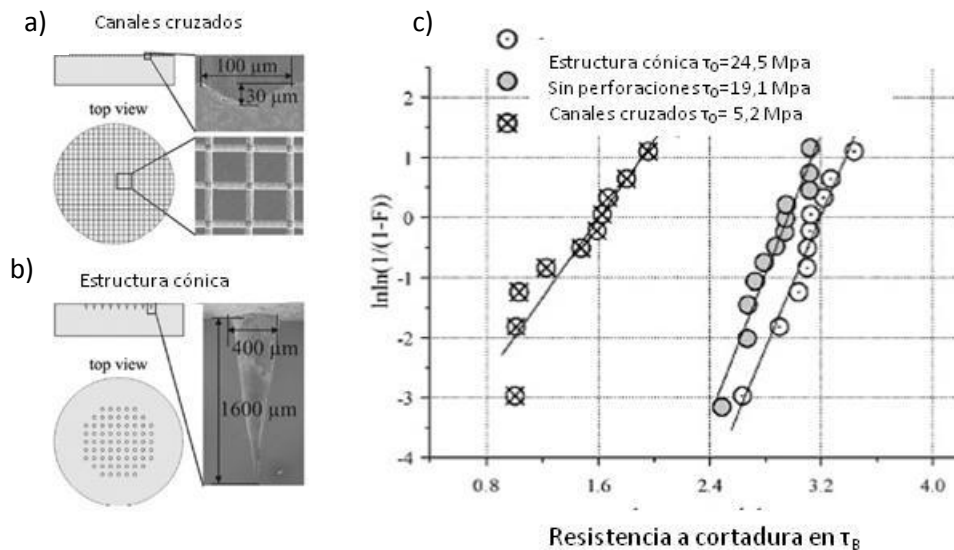 a)
Canales cruzados
100 µm
30 µm
top view
b)
Estructura cónica
400 µm
1600 µm
top view
c)
Estructura cónica τ₀=24,5 Mpa
Sin perforaciones τ₀=19,1 Mpa
Canales cruzados τ₀= 5,2 Mpa
lnln(1/(1-F))
2
1
0
-1
-2
-3
-4
0.8
1.6
2.4
3.2
4.0
Resistencia a cortadura en τB